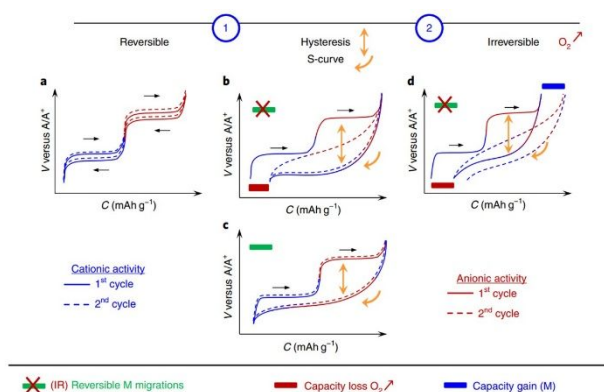 1
2
Reversible
Hysteresis
S-curve
Irreversible
O₂
a
V versus A/A⁺
C (mAh g⁻¹)
b
V versus A/A⁺
C (mAh g⁻¹)
d
V versus A/A⁺
C (mAh g⁻¹)
c
V versus A/A⁺
C (mAh g⁻¹)
Cationic activity
1st cycle
2nd cycle
Anionic activity
1st cycle
2nd cycle
(IR) Reversible M migrations
Capacity loss O₂
Capacity gain (M)